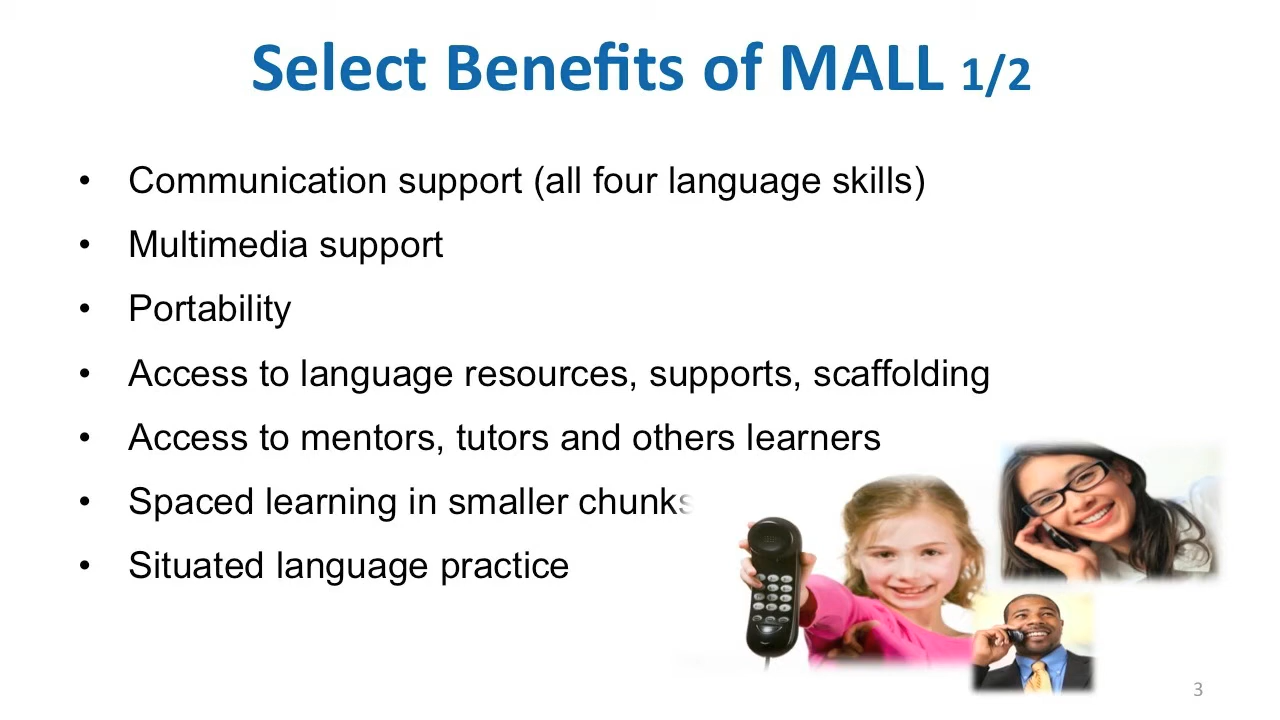 Select Benefits of MALL 1/2
• Communication support (all four language skills)
• Multimedia support
• Portability
• Access to language resources, supports, scaffolding
• Access to mentors, tutors and others learners
• Spaced learning in smaller chunks
• Situated language practice
3